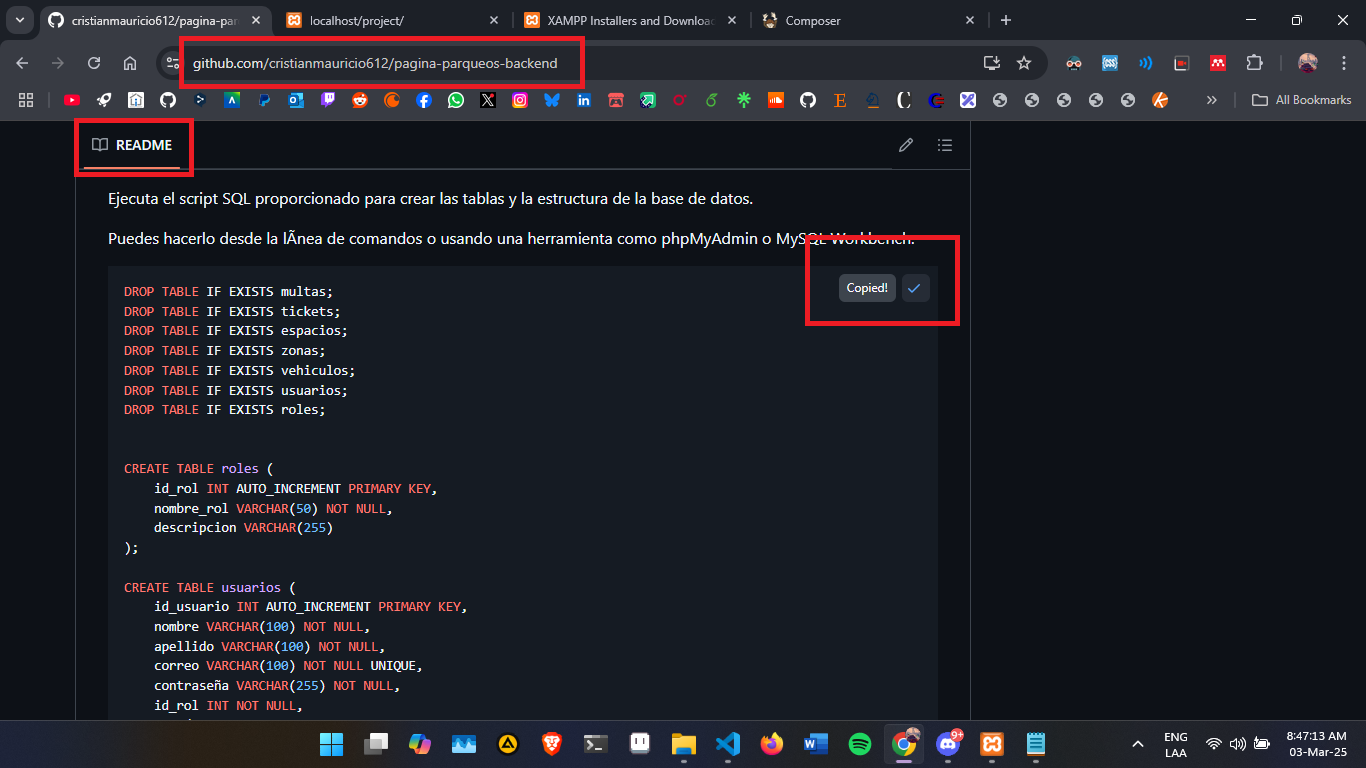 cristianmauricio612/pagina-par
localhost/project/
XAMPP Installers and Downloa
Composer
github.com/cristianmauricio612/pagina-parqueos-backend
All Bookmarks
README
Ejecuta el script SQL proporcionado para crear las tablas y la estructura de la base de datos.
Puedes hacerlo desde la lÃnea de comandos o usando una herramienta como phpMyAdmin o MySQL Workbench.
Copied!
DROP TABLE IF EXISTS multas;
DROP TABLE IF EXISTS tickets;
DROP TABLE IF EXISTS espacios;
DROP TABLE IF EXISTS zonas;
DROP TABLE IF EXISTS vehiculos;
DROP TABLE IF EXISTS usuarios;
DROP TABLE IF EXISTS roles;
CREATE TABLE roles (
id_rol INT AUTO_INCREMENT PRIMARY KEY,
nombre_rol VARCHAR(50) NOT NULL,
descripcion VARCHAR(255)
);
CREATE TABLE usuarios (
id_usuario INT AUTO_INCREMENT PRIMARY KEY,
nombre VARCHAR(100) NOT NULL,
apellido VARCHAR(100) NOT NULL,
correo VARCHAR(100) NOT NULL UNIQUE,
contraseña VARCHAR(255) NOT NULL,
id_rol INT NOT NULL,
ENG
LAA
8:47:13 AM
03-Mar-25